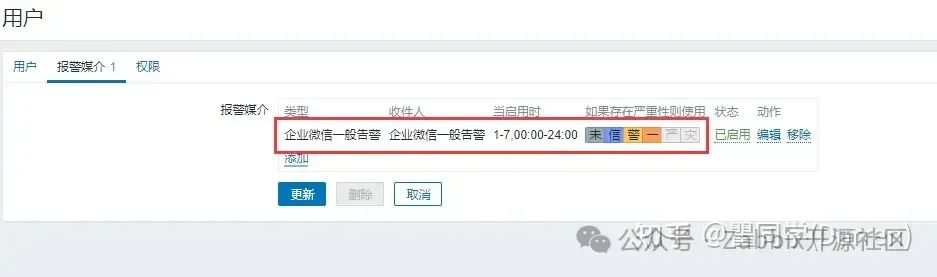 用户
用户 报警媒介 1 权限
报警媒介 类型 收件人 当启用时 如果存在严重性则使用 状态 动作
企业微信一般告警 企业微信一般告警 1-7,00:00-24:00 未 信 警 一 严 灾 已启用 编辑 移除
添加
更新 删除 取消
公众号 Zabbix开源社区
知乎